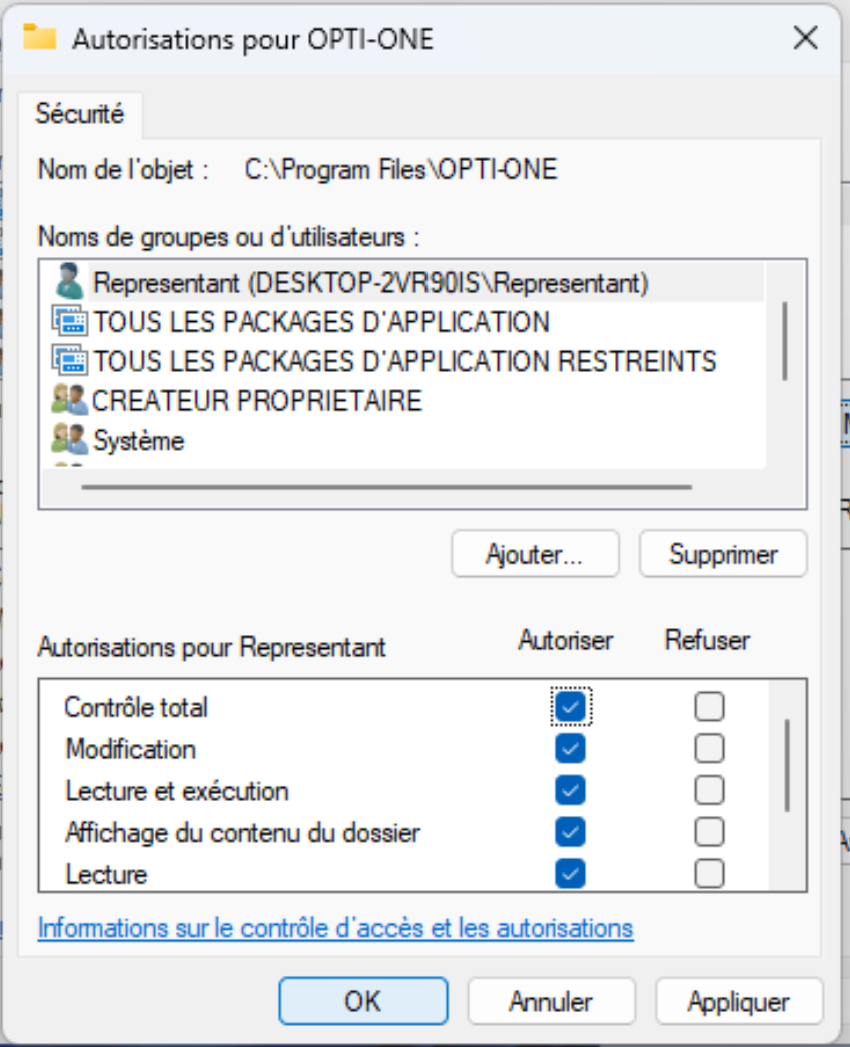 Autorisations pour OPTI-ONE
Sécurité
Nom de l'objet : C:\Program Files\OPTI-ONE
Noms de groupes ou d'utilisateurs :
Representant (DESKTOP-2VR90IS\Representant)
TOUS LES PACKAGES D'APPLICATION
TOUS LES PACKAGES D'APPLICATION RESTREINTS
CREATEUR PROPRIETAIRE
Système
Ajouter... Supprimer
Autorisations pour Representant Autoriser Refuser
Contrôle total
Modification
Lecture et exécution
Affichage du contenu du dossier
Lecture
Informations sur le contrôle d'accès et les autorisations
OK Annuler Appliquer